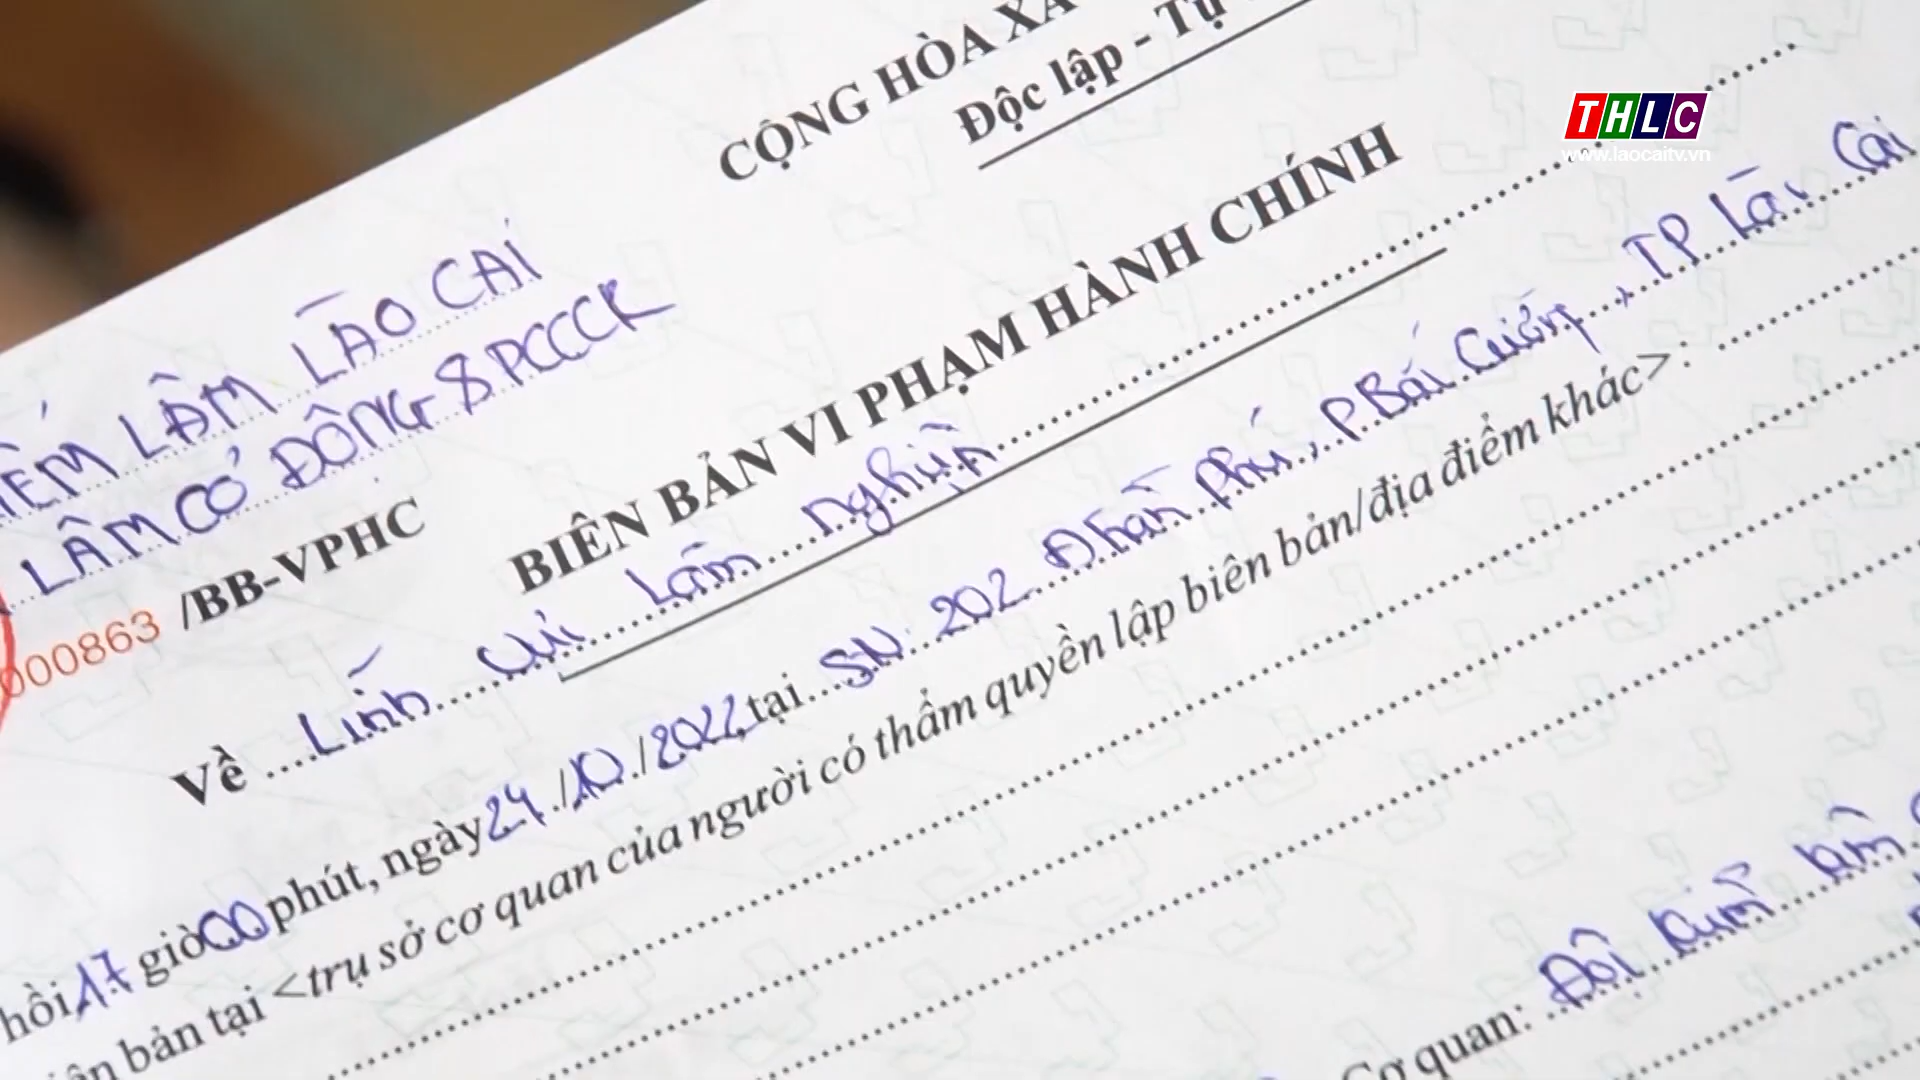 CỘNG HÒA XÃ
Độc lập - Tự
THLC
www.laocaitv.vn
IỂM LÂM LÀO CAI
LÂM CƠ ĐỘNG & PCCCR
000863 /BB-VPHC
BIÊN BẢN VI PHẠM HÀNH CHÍNH
Về Lĩnh vực Lâm nghiệp
hồi 17 giờ 00 phút, ngày 24/10/2022, tại SN 202 Phú, P Bắc Cường, TP Lào Cai
ên bản tại <trụ sở cơ quan của người có thẩm quyền lập biên bản/địa điểm khác>:
Cơ quan: Đội Kiểm lâm